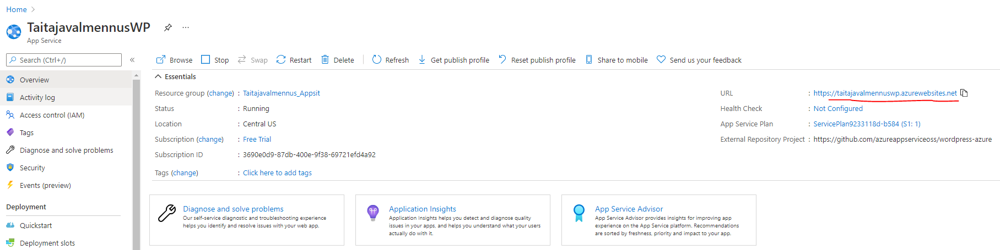 Home
TaitajavalmennusWP
App Service
Search (Ctrl+/)
Browse Stop Swap Restart Delete Refresh Get publish profile Reset publish profile Share to mobile Send us your feedback
Overview
Activity log
Access control (IAM)
Tags
Diagnose and solve problems
Security
Events (preview)
Deployment
Quickstart
Deployment slots
Essentials
Resource group (change) : Taitajavalmennus_Appsit
Status : Running
Location : Central US
Subscription (change) : Free Trial
Subscription ID : 3690e0d9-87db-400e-9f38-69721efd4a92
Tags (change) : Click here to add tags
URL : https://taitajavalmennuswp.azurewebsites.net
Health Check : Not Configured
App Service Plan : ServicePlan9233118d-b584 (S1: 1)
External Repository Project : https://github.com/azureappserviceoss/wordpress-azure
Diagnose and solve problems
Our self-service diagnostic and troubleshooting experience
helps you identify and resolve issues with your web app.
Application Insights
Application Insights helps you detect and diagnose quality
issues in your apps, and helps you understand what your users
actually do with it.
App Service Advisor
App Service Advisor provides insights for improving app
experience on the App Service platform. Recommendations
are sorted by freshness, priority and impact to your app.